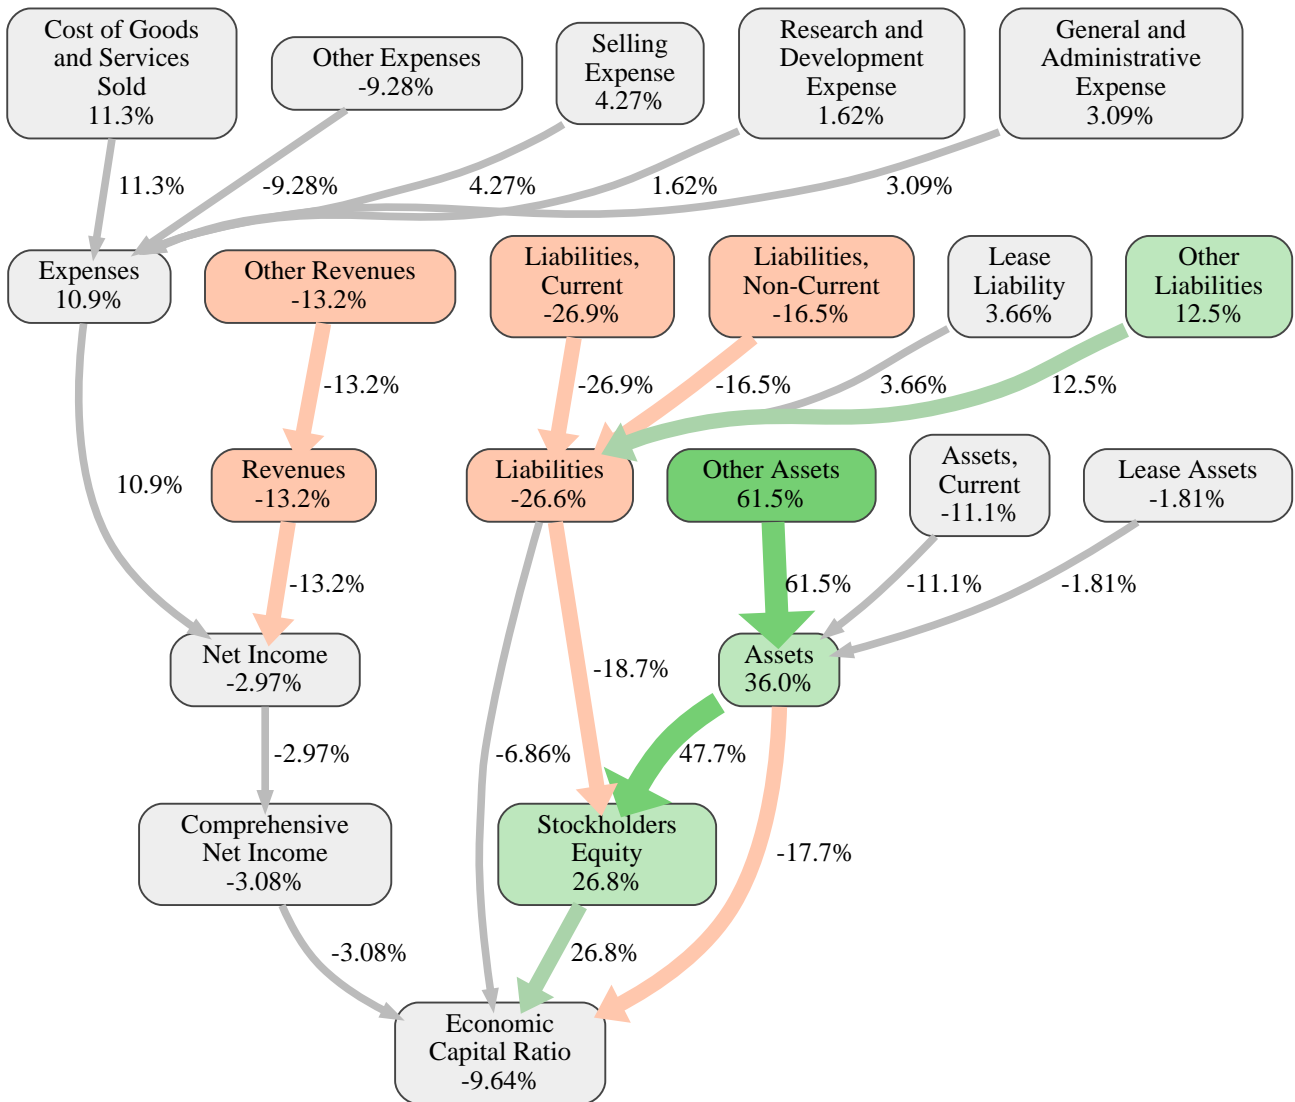 Cost of Goods
and Services
Sold
11.3%
Other Expenses
-9.28%
Selling
Expense
4.27%
Research and
Development
Expense
1.62%
General and
Administrative
Expense
3.09%
11.3%
-9.28%
4.27%
1.62%
3.09%
Expenses
10.9%
Other Revenues
-13.2%
Liabilities,
Current
-26.9%
Liabilities,
Non-Current
-16.5%
Lease
Liability
3.66%
Other
Liabilities
12.5%
-13.2%
-26.9%
-16.5%
3.66%
12.5%
10.9%
Revenues
-13.2%
Liabilities
-26.6%
Other Assets
61.5%
Assets,
Current
-11.1%
Lease Assets
-1.81%
-13.2%
61.5%
-11.1%
-1.81%
Net Income
-2.97%
-18.7%
Assets
36.0%
-2.97%
-6.86%
47.7%
-17.7%
Comprehensive
Net Income
-3.08%
Stockholders
Equity
26.8%
-3.08%
26.8%
Economic
Capital Ratio
-9.64%